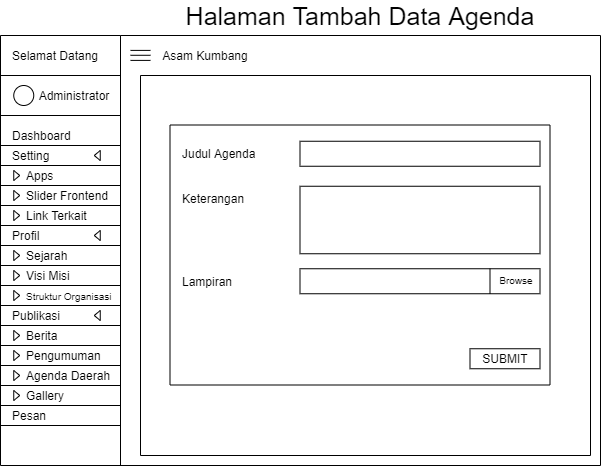 Halaman Tambah Data Agenda
Selamat Datang
Asam Kumbang
Administrator
Dashboard
Setting
Apps
Slider Frontend
Link Terkait
Profil
Sejarah
Visi Misi
Struktur Organisasi
Publikasi
Berita
Pengumuman
Agenda Daerah
Gallery
Pesan
Judul Agenda
Keterangan
Lampiran
Browse
SUBMIT